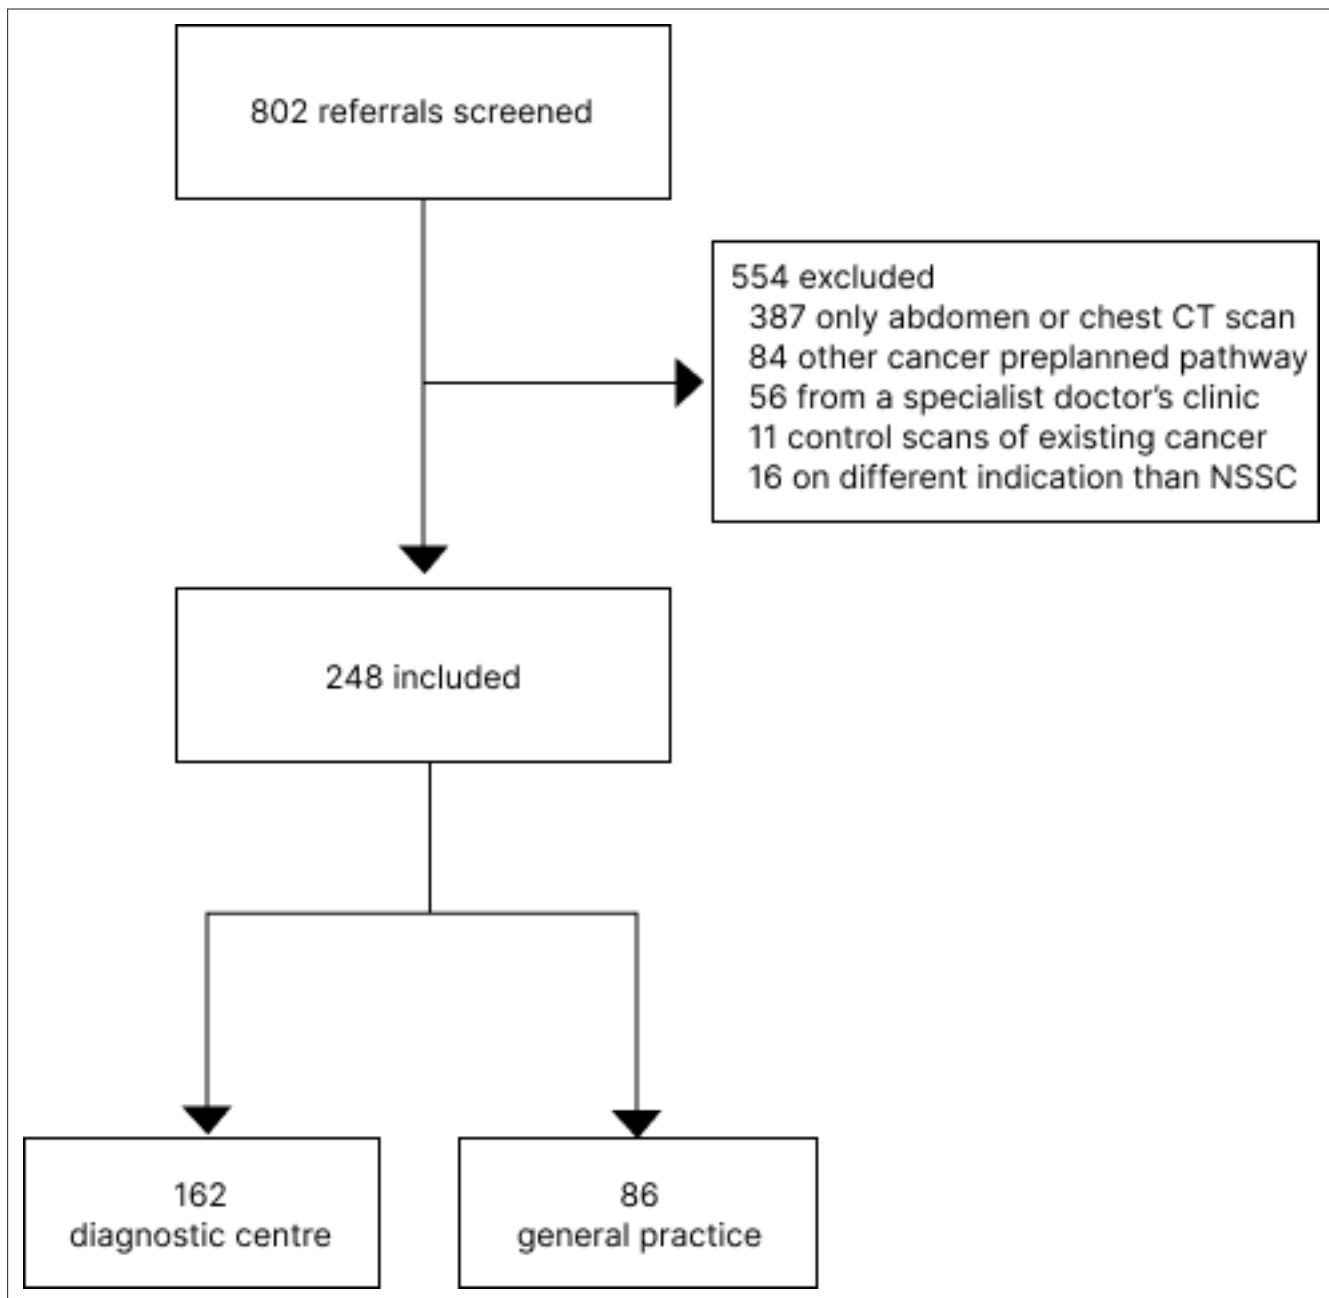 802 referrals screened
554 excluded
387 only abdomen or chest CT scan
84 other cancer preplanned pathway
56 from a specialist doctor’s clinic
11 control scans of existing cancer
16 on different indication than NSSC
248 included
162
diagnostic centre
86
general practice